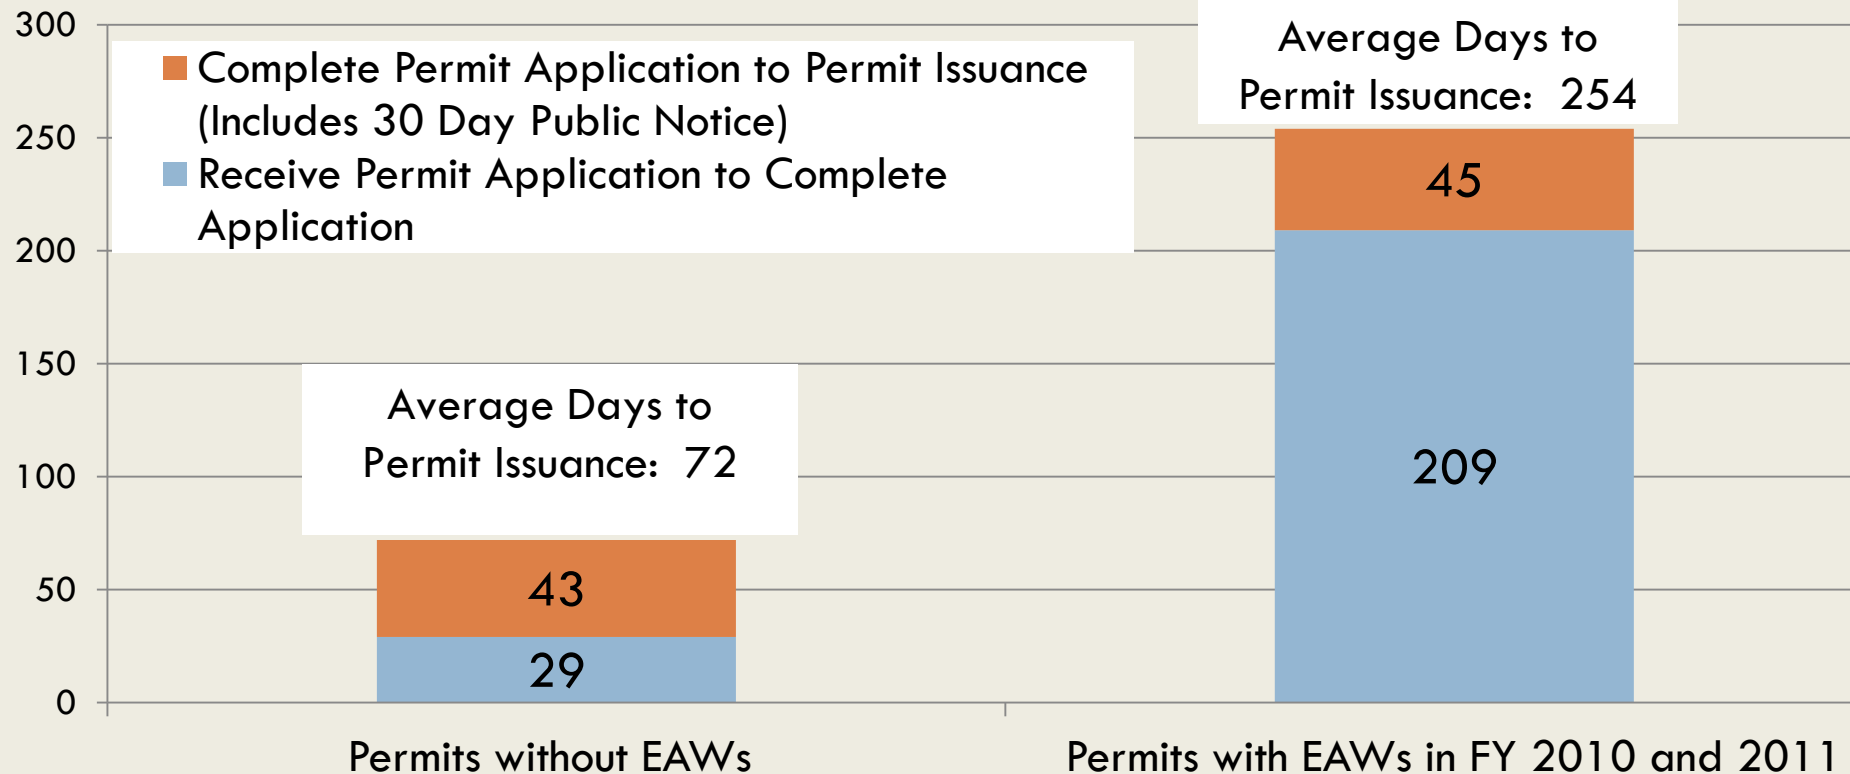 300
250
200
150
100
50
0
Complete Permit Application to Permit Issuance
(Includes 30 Day Public Notice)
Receive Permit Application to Complete
Application
Average Days to
Permit Issuance: 72
43
29
Average Days to
Permit Issuance: 254
45
209
Permits without EAWs
Permits with EAWs in FY 2010 and 2011